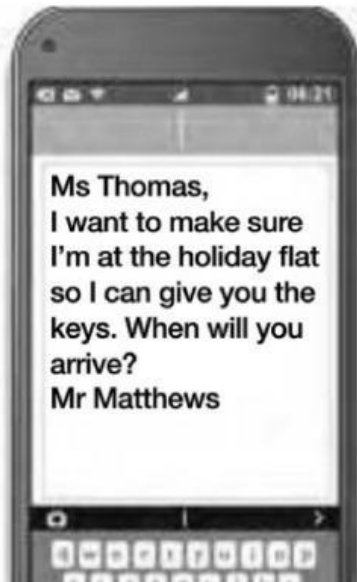 Ms Thomas,
I want to make sure
I'm at the holiday flat
so I can give you the
keys. When will you
arrive?
Mr Matthews